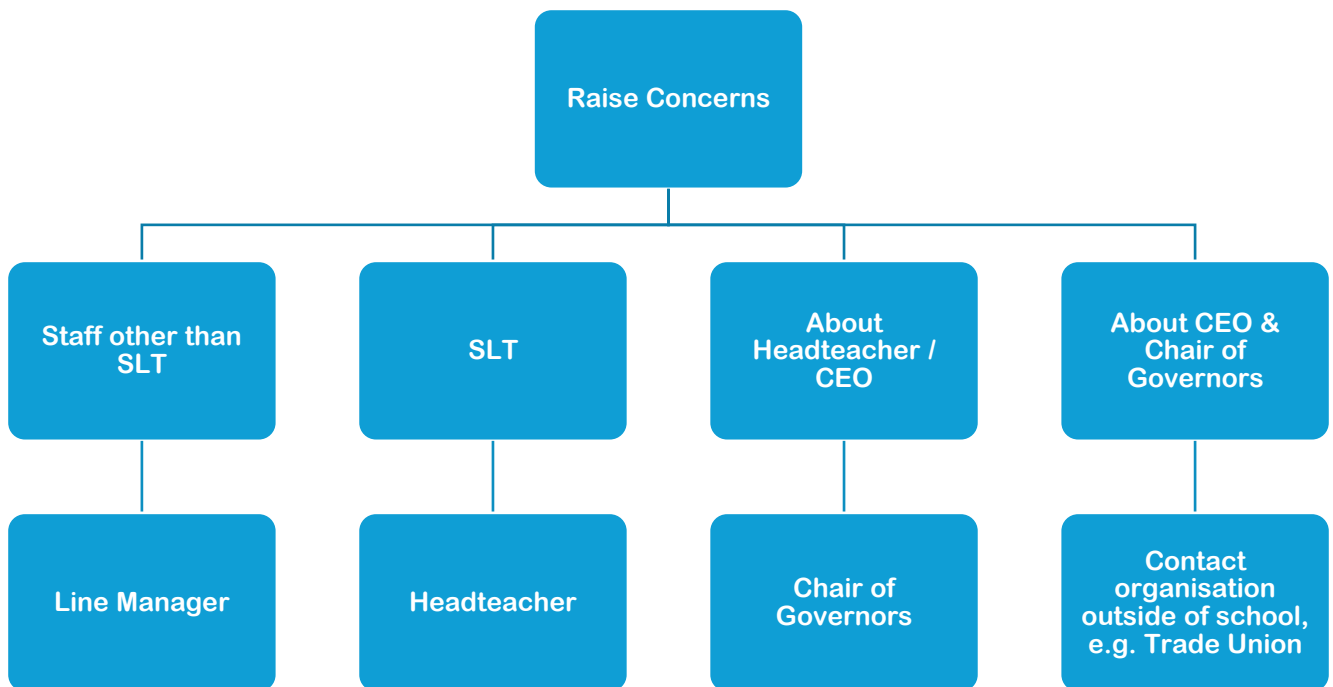 Raise Concerns
Staff other than
SLT
SLT
About
Headteacher /
CEO
About CEO &
Chair of
Governors
Line Manager
Headteacher
Chair of
Governors
Contact
organisation
outside of school,
e.g. Trade Union